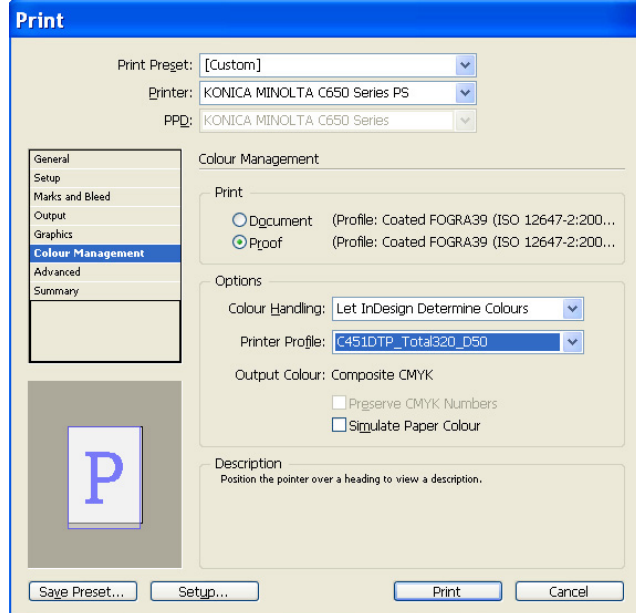 Print
Print Preset: [Custom]
Printer: KONICA MINOLTA C650 Series PS
PPD: KONICA MINOLTA C650 Series
General
Setup
Marks and Bleed
Output
Graphics
Colour Management
Advanced
Summary
Colour Management
Print
Document (Profile: Coated FOGRA39 (ISO 12647-2:200...
Proof (Profile: Coated FOGRA39 (ISO 12647-2:200...
Options
Colour Handling: Let InDesign Determine Colours
Printer Profile: C451DTP_Total320_D50
Output Colour: Composite CMYK
Preserve CMYK Numbers
Simulate Paper Colour
P
Description
Position the pointer over a heading to view a description.
Save Preset... Setup... Print Cancel